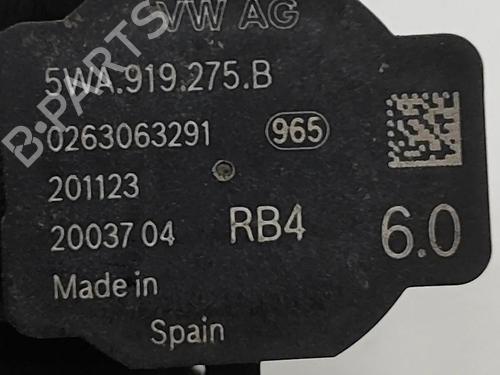 VW AG
5WA.919.275.B
0263063291 965
201123
20037 04 RB4 6.0
Made in
Spain
B-PARTS